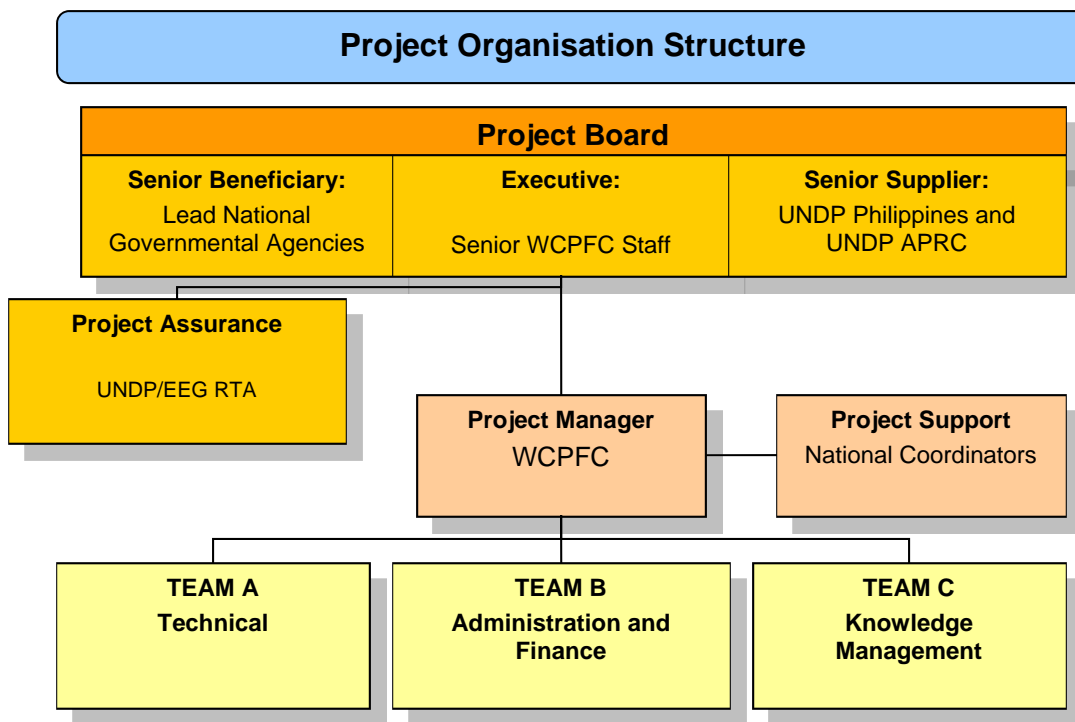 Project Organisation Structure
Project Board
Senior Beneficiary:
Lead National
Governmental Agencies
Executive:
Senior WCPFC Staff
Senior Supplier:
UNDP Philippines and
UNDP APRC
Project Assurance
UNDP/EEG RTA
Project Manager
WCPFC
Project Support
National Coordinators
TEAM A
Technical
TEAM B
Administration and
Finance
TEAM C
Knowledge
Management